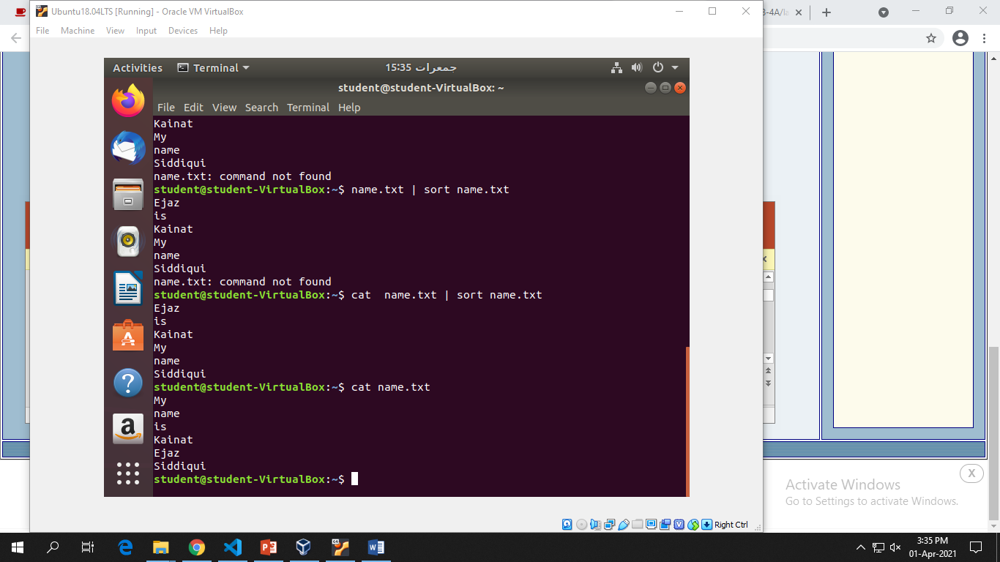 Ubuntu18.04LTS [Running] - Oracle VM VirtualBox
File Machine View Input Devices Help
Activities Terminal جمعرات 15:35
student@student-VirtualBox: ~
File Edit View Search Terminal Help
Kainat
My
name
Siddiqui
name.txt: command not found
student@student-VirtualBox:~$ name.txt | sort name.txt
Ejaz
is
Kainat
My
name
Siddiqui
name.txt: command not found
student@student-VirtualBox:~$ cat  name.txt | sort name.txt
Ejaz
is
Kainat
My
name
Siddiqui
student@student-VirtualBox:~$ cat name.txt
My
name
is
Kainat
Ejaz
Siddiqui
student@student-VirtualBox:~$
Right Ctrl
Activate Windows
Go to Settings to activate Windows.
X
3:35 PM
01-Apr-2021